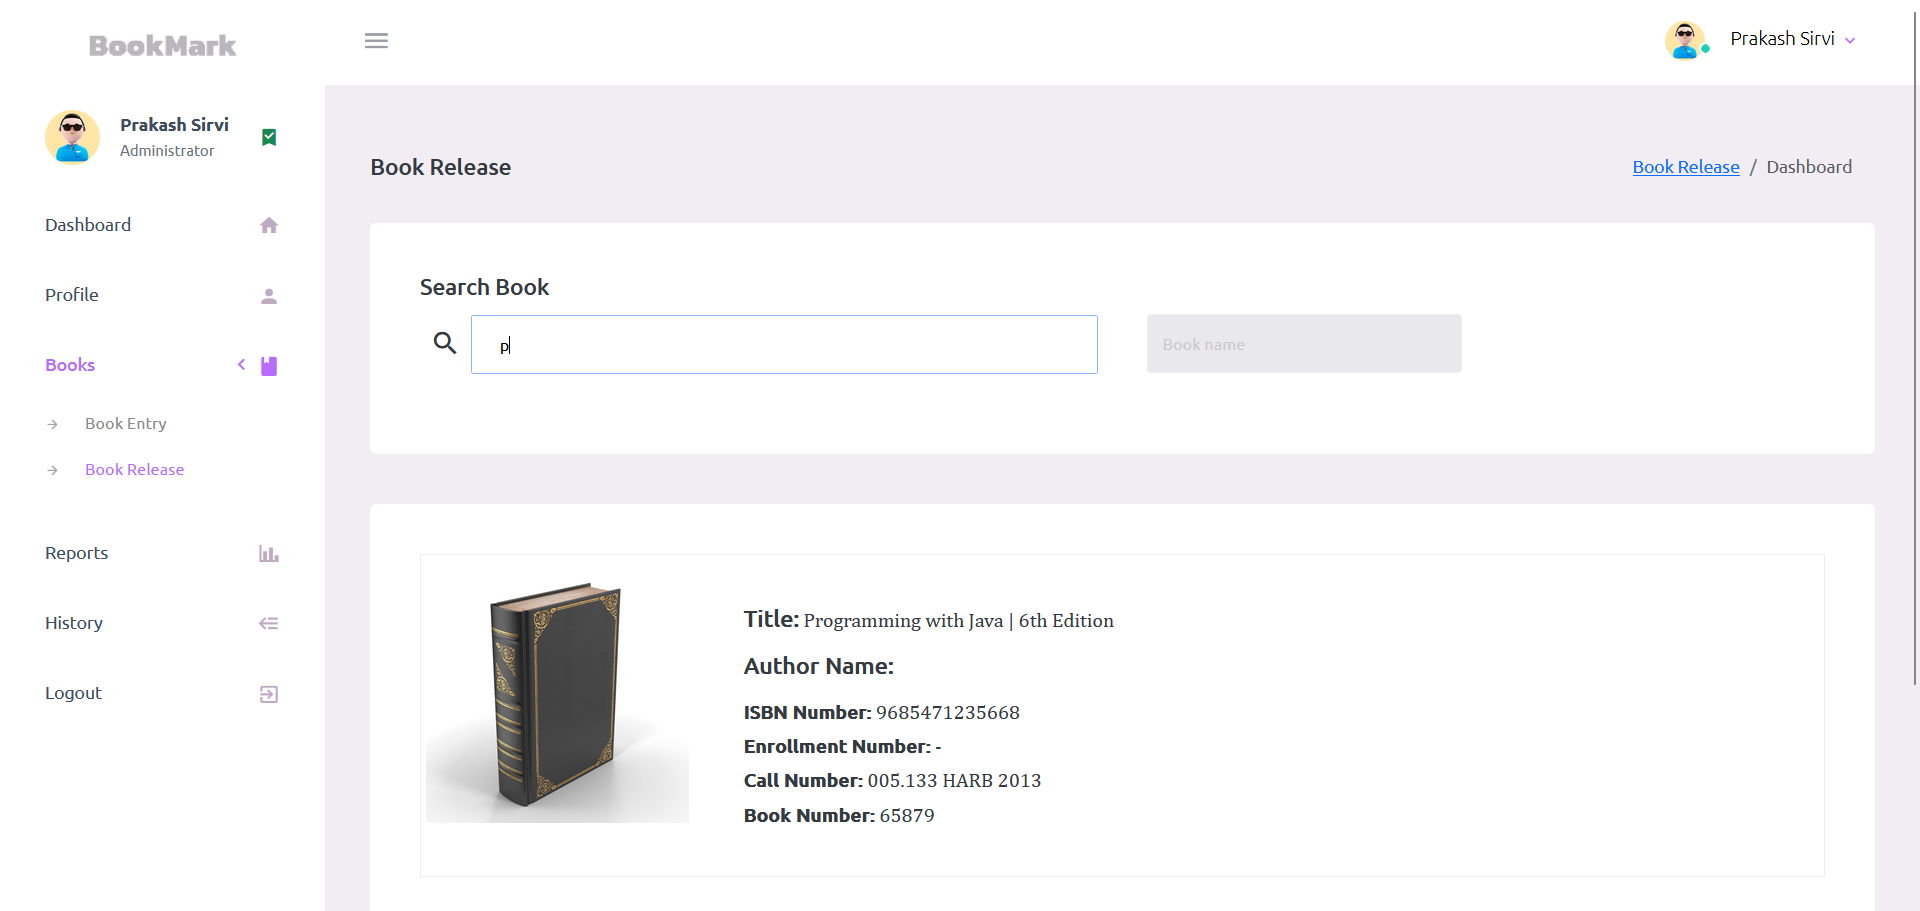 BookMark
Prakash Sirvi
Prakash Sirvi
Administrator
Dashboard
Profile
Books
Book Entry
Book Release
Reports
History
Logout
Book Release
Book Release / Dashboard
Search Book
p
Book name
Title: Programming with Java | 6th Edition
Author Name:
ISBN Number: 9685471235668
Enrollment Number: -
Call Number: 005.133 HARB 2013
Book Number: 65879